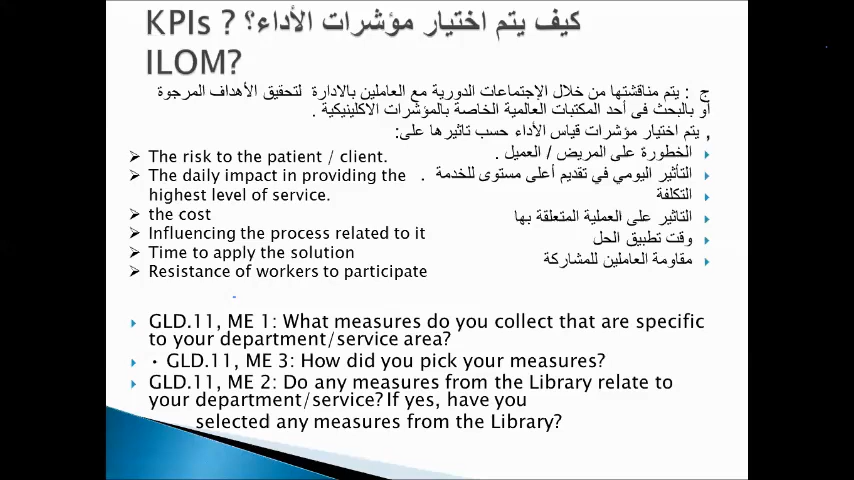 كيف يتم اختيار مؤشرات الأداء؟ KPIs ?
ILOM?
ج : يتم مناقشتها من خلال الإجتماعات الدورية مع العاملين بالادارة لتحقيق الأهداف المرجوة
او بالبحث فى أحد المكتبات العالمية الخاصة بالمؤشرات الاكلينيكية .
, يتم اختيار مؤشرات قياس الأداء حسب تاثيرها على:
الخطورة على المريض / العميل .
التأثير اليومي في تقديم أعلى مستوى للخدمة .
التكلفة
التاثير على العملية المتعلقة بها
وقت تطبيق الحل
مقاومة العاملين للمشاركة
The risk to the patient / client.
The daily impact in providing the
highest level of service.
the cost
Influencing the process related to it
Time to apply the solution
Resistance of workers to participate
GLD.11, ME 1: What measures do you collect that are specific
to your department/service area?
• GLD.11, ME 3: How did you pick your measures?
GLD.11, ME 2: Do any measures from the Library relate to
your department/service? If yes, have you
selected any measures from the Library?